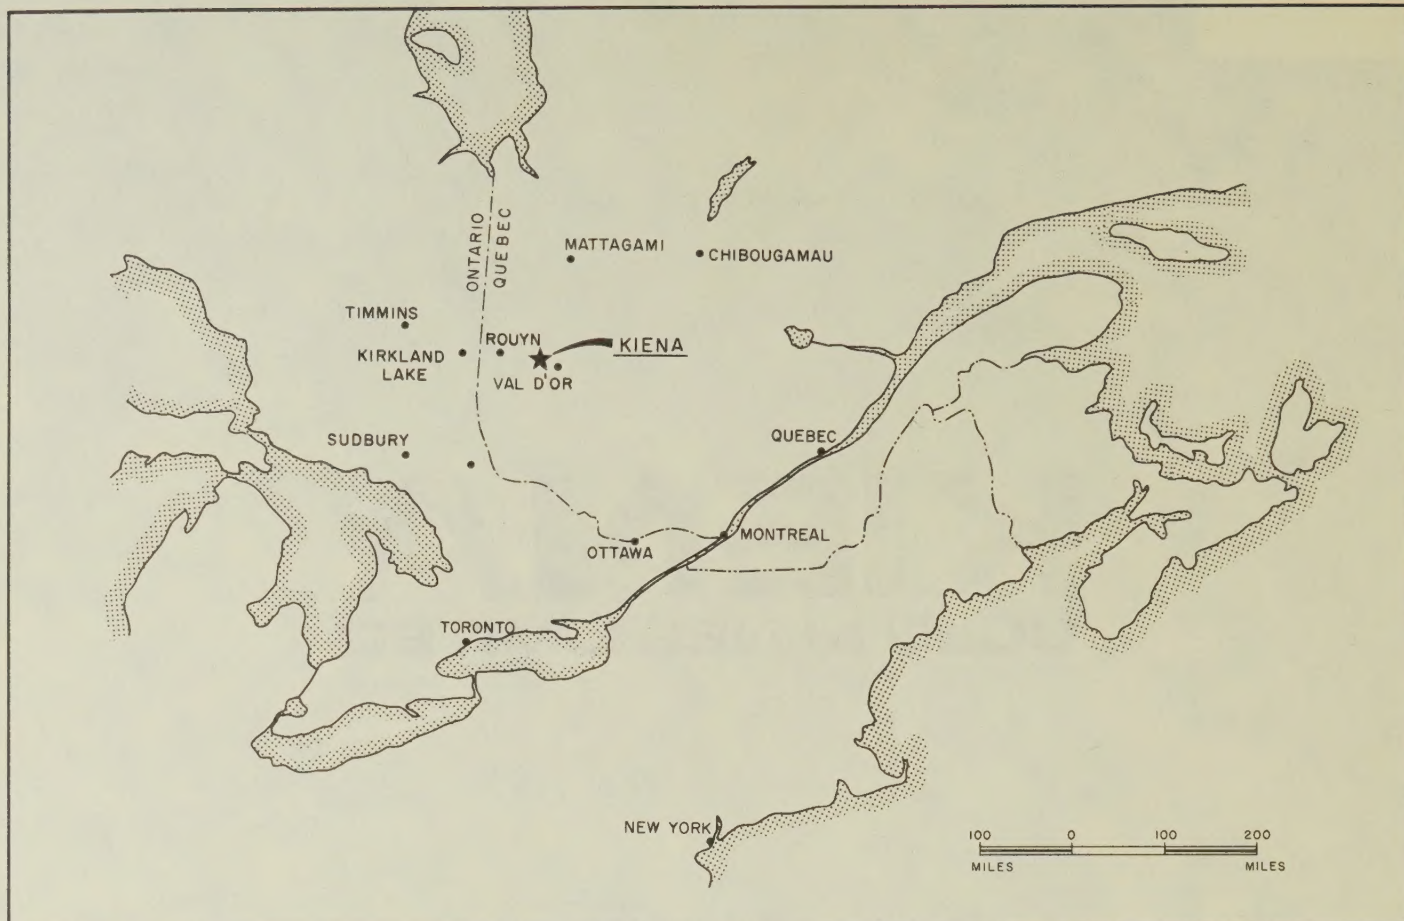 ONTARIO
QUEBEC
MATTAGAMI
CHIBOUGAMAU
TIMMINS
ROUYN
KIENA
KIRKLAND
LAKE
VAL D'OR
SUDBURY
QUEBEC
MONTREAL
OTTAWA
TORONTO
NEW YORK
100 0 100 200
MILES MILES